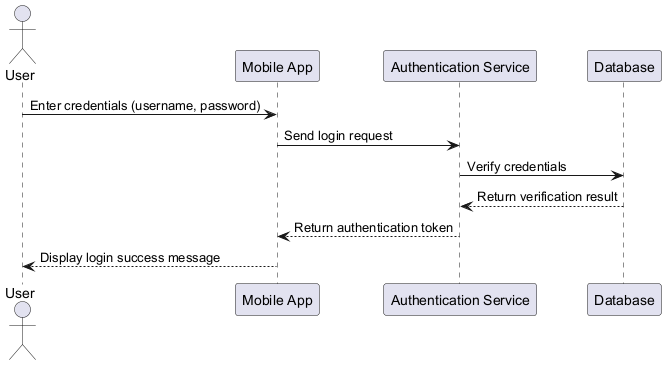 User
Mobile App
Authentication Service
Database
Enter credentials (username, password)
Send login request
Verify credentials
Return verification result
Return authentication token
Display login success message
User
Mobile App
Authentication Service
Database